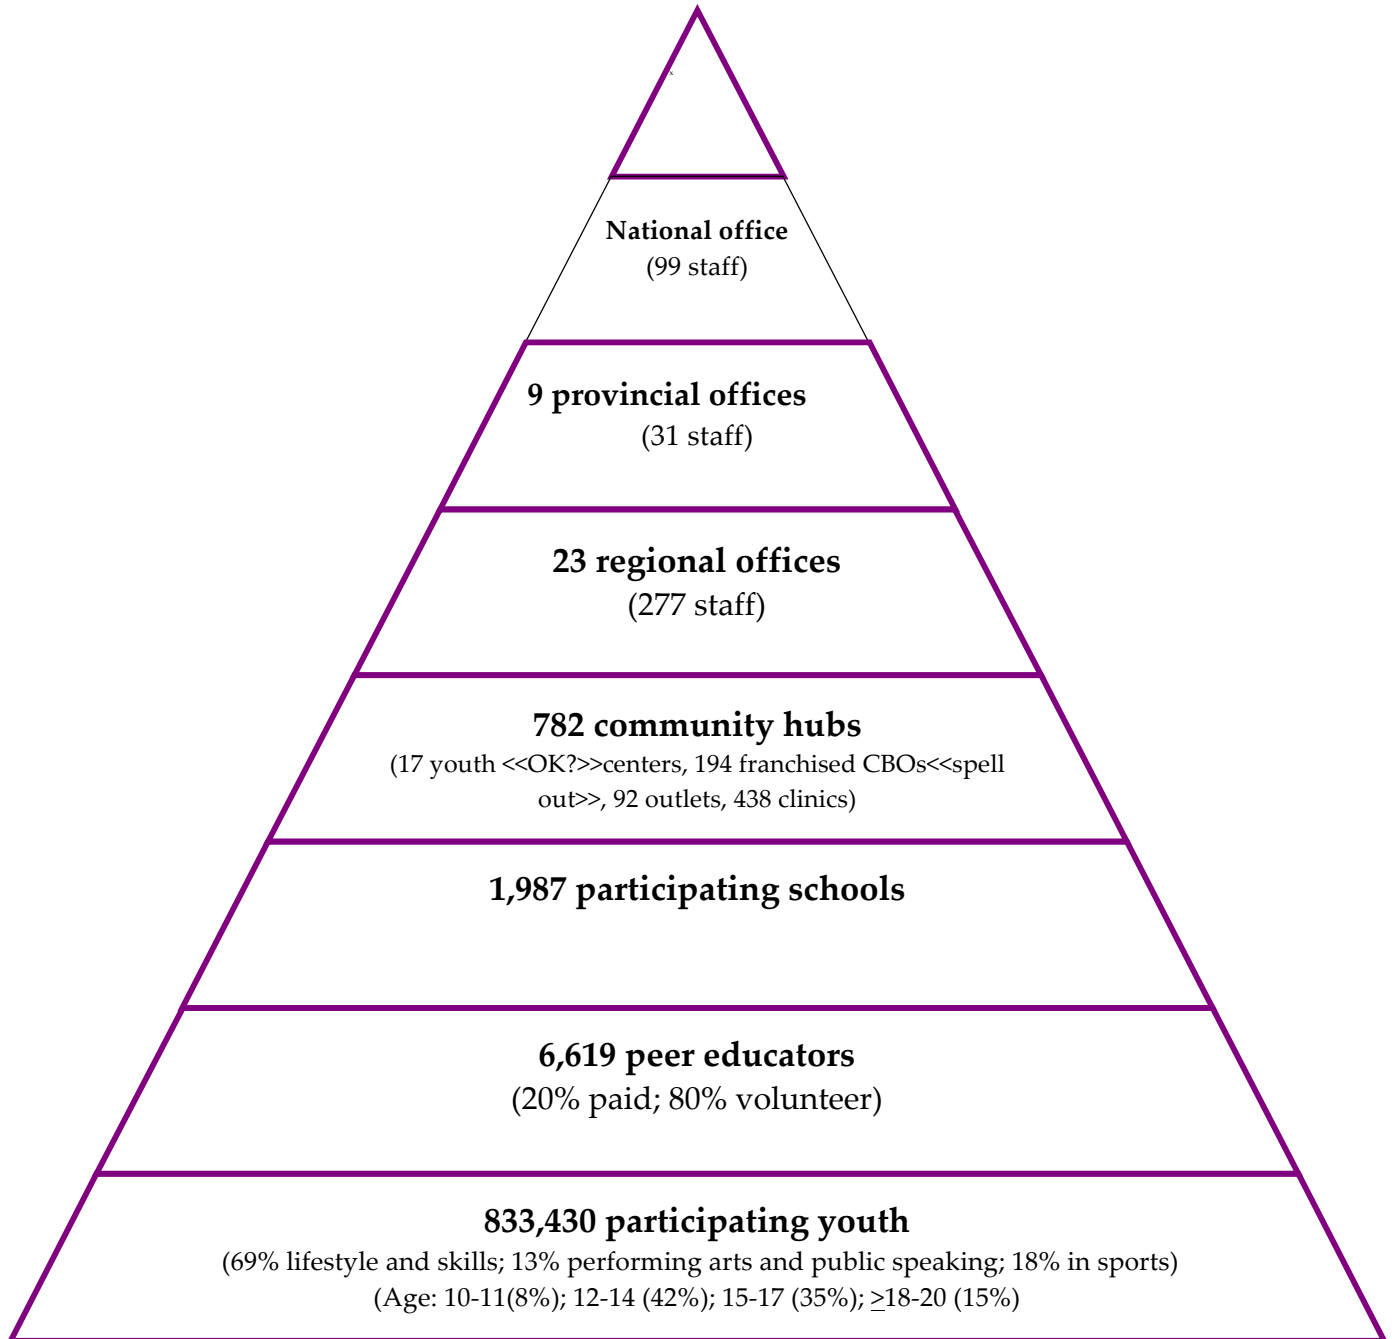 x
National office
(99 staff)
9 provincial offices
(31 staff)
23 regional offices
(277 staff)
782 community hubs
(17 youth <<OK?>>centers, 194 franchised CBOs<<spell
out>>, 92 outlets, 438 clinics)
1,987 participating schools
6,619 peer educators
(20% paid; 80% volunteer)
833,430 participating youth
(69% lifestyle and skills; 13% performing arts and public speaking; 18% in sports)
(Age: 10-11(8%); 12-14 (42%); 15-17 (35%); >18-20 (15%)